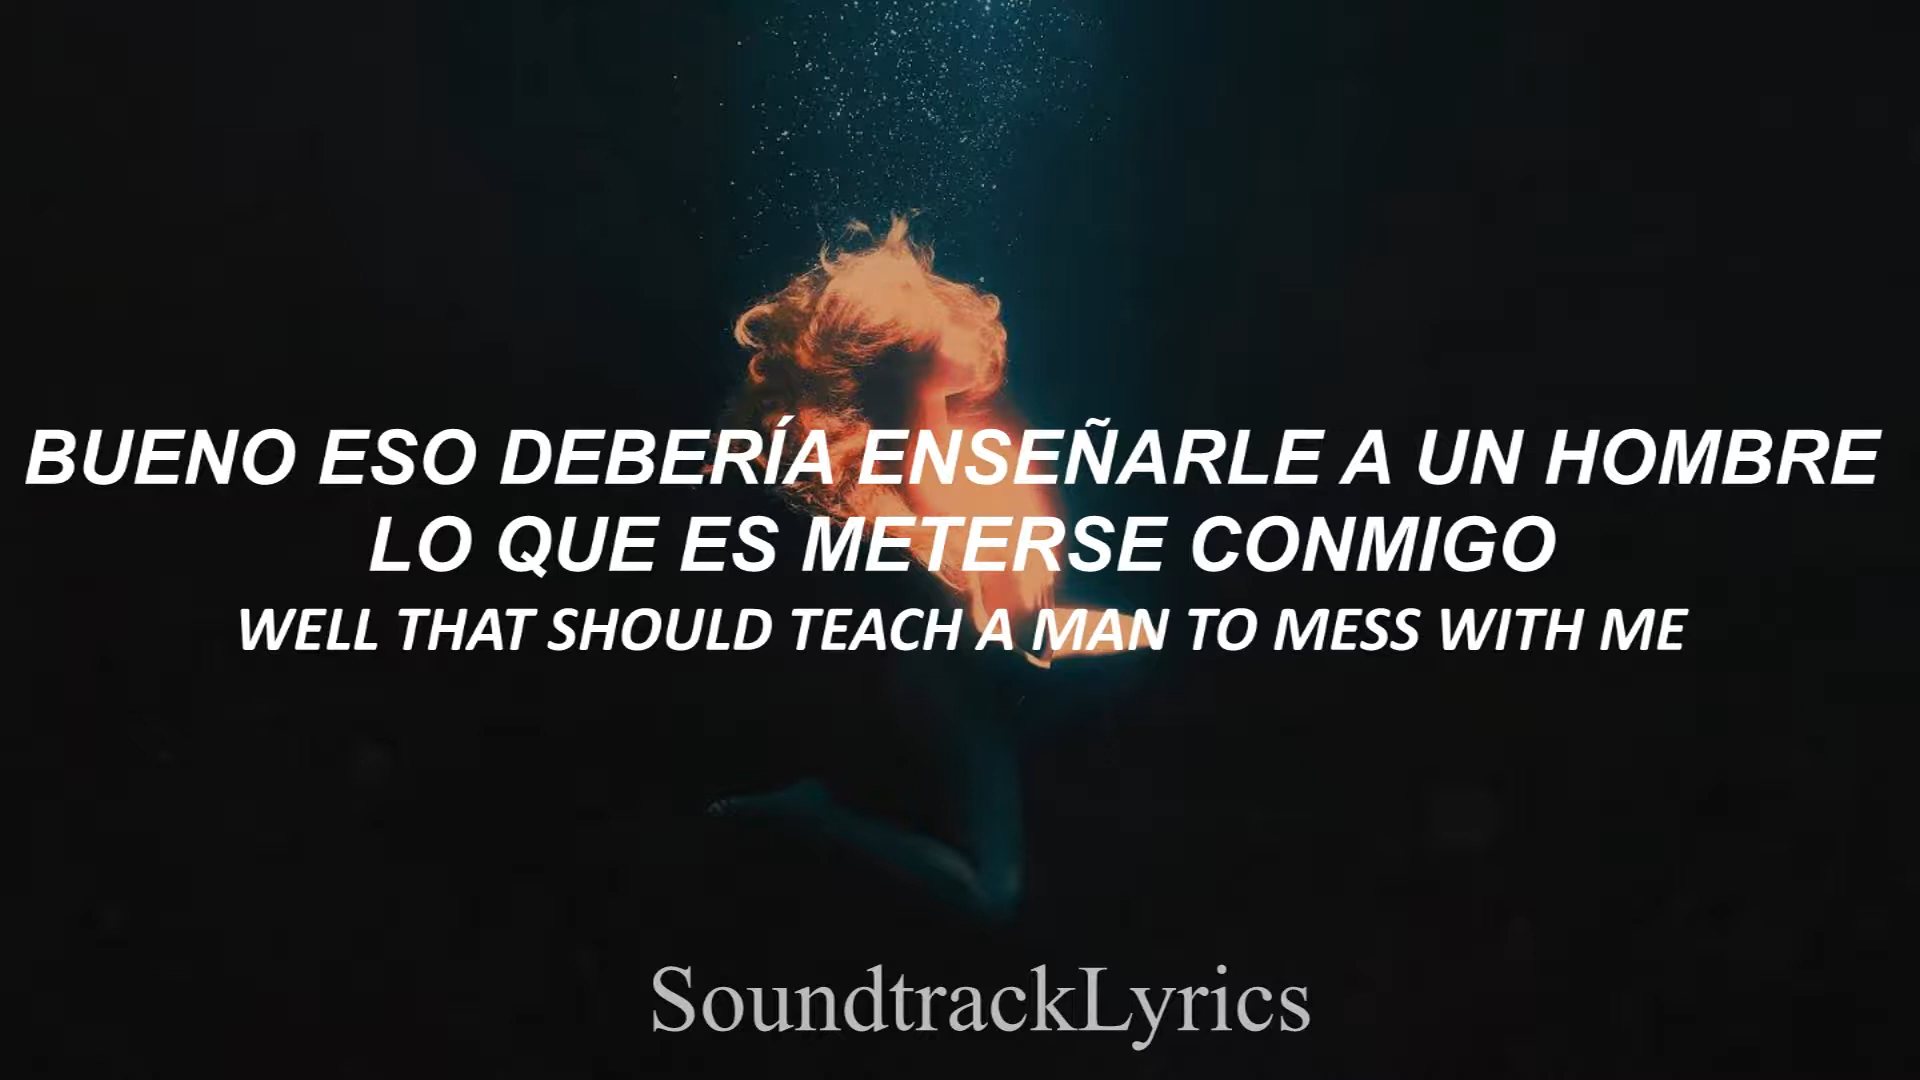 BUENO ESO DEBERÍA ENSEÑARLE A UN HOMBRE
LO QUE ES METERSE CONMIGO
WELL THAT SHOULD TEACH A MAN TO MESS WITH ME
SoundtrackLyrics